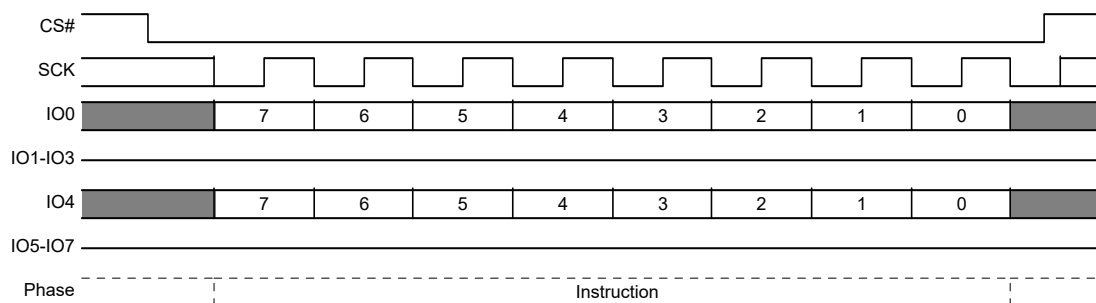 CS#
SCK
IO0 7 6 5 4 3 2 1 0
IO1-IO3
IO4 7 6 5 4 3 2 1 0
IO5-IO7
Phase Instruction